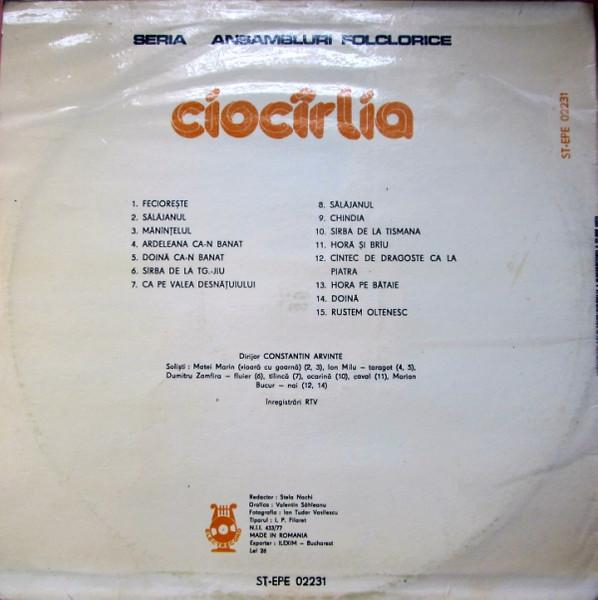 SERIA ANSAMBLURI FOLCLORICE
ciocîrlia
ST-EPE 02231
1. FECIOREȘTE
2. SĂLĂJANUL
3. MĂNÎNȚELUL
4. ARDELEANA CA-N BANAT
5. DOINĂ CA-N BANAT
6. SÎRBA DE LA TG.-JIU
7. CA PE VALEA DESNĂȚUIULUI
8. SĂLĂJANUL
9. CHINDIA
10. SÎRBA DE LA TISMANA
11. HORĂ ȘI BRÎU
12. CÎNTEC DE DRAGOSTE CA LA
PIATRA
13. HORA PE BĂTAIE
14. DOINĂ
15. RUSTEM OLTENESC
Dirijor CONSTANTIN ARVINTE
Soliști : Matei Marin (vioară cu goarnă) (2, 3), Ion Milu – taragot (4, 5),
Dumitru Zamfira – fluier (6), tilincă (7), ocarină (10), caval (11), Marian
Bucur – nai (12, 14)
Înregistrări RTV
Redactor : Stela Nachi
Grafica : Valentin Săhleanu
Fotografia : Ion Tudor Vasilescu
Tiparul : I. P. Filaret
N.I.I. 433/77
MADE IN ROMANIA
Exporter : ILEXIM – Bucharest
Lei 26
ST-EPE 02231